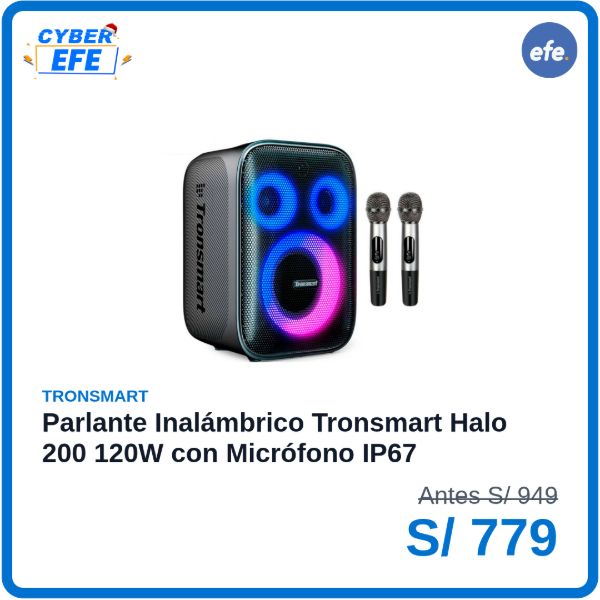 CYBER
EFE
efe.
Tronsmart
Tronsmart
TRONSMART
Parlante Inalámbrico Tronsmart Halo
200 120W con Micrófono IP67
Antes S/ 949
S/ 779